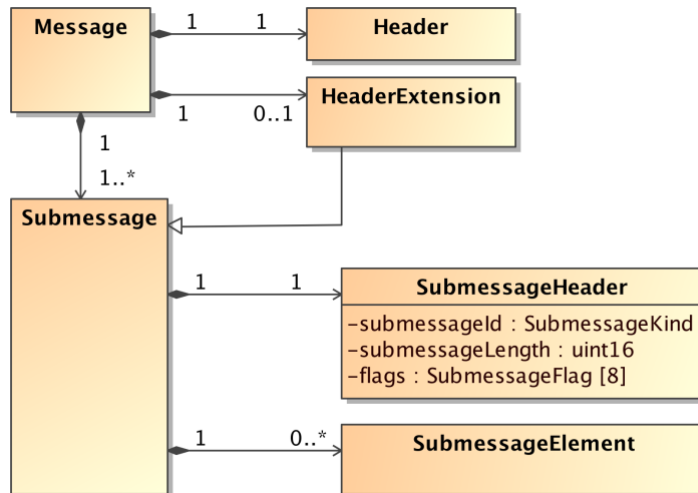 Message
1 1
Header
HeaderExtension
1 0..1
1
1..*
Submessage
1 1
SubmessageHeader
-submessageId : SubmessageKind
-submessageLength : uint16
-flags : SubmessageFlag [8]
1 0..*
SubmessageElement